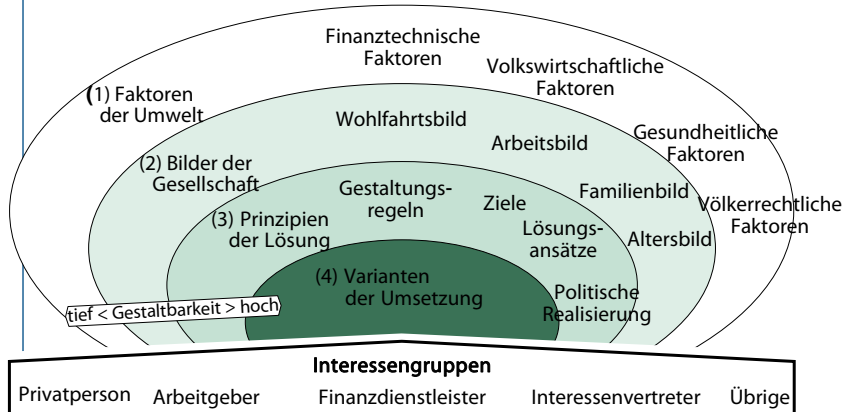 Finanztechnische
Faktoren
Volkswirtschaftliche
Faktoren
(1) Faktoren
der Umwelt
Wohlfahrtsbild
Arbeitsbild
Gesundheitliche
Faktoren
(2) Bilder der
Gesellschaft
Gestaltungs-
regeln
Ziele
Familienbild
Völkerrechtliche
Faktoren
(3) Prinzipien
der Lösung
Lösungs-
ansätze
Altersbild
(4) Varianten
der Umsetzung
Politische
Realisierung
tief < Gestaltbarkeit > hoch
Interessengruppen
Privatperson Arbeitgeber Finanzdienstleister Interessenvertreter Übrige